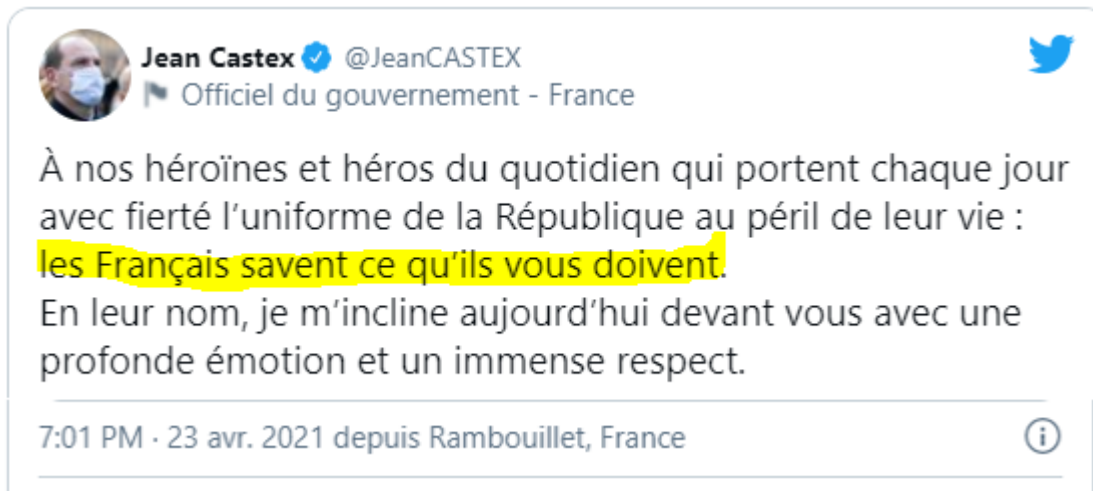 Jean Castex @JeanCASTEX
Officiel du gouvernement - France
À nos héroïnes et héros du quotidien qui portent chaque jour
avec fierté l’uniforme de la République au péril de leur vie :
les Français savent ce qu’ils vous doivent.
En leur nom, je m’incline aujourd’hui devant vous avec une
profonde émotion et un immense respect.
7:01 PM · 23 avr. 2021 depuis Rambouillet, France